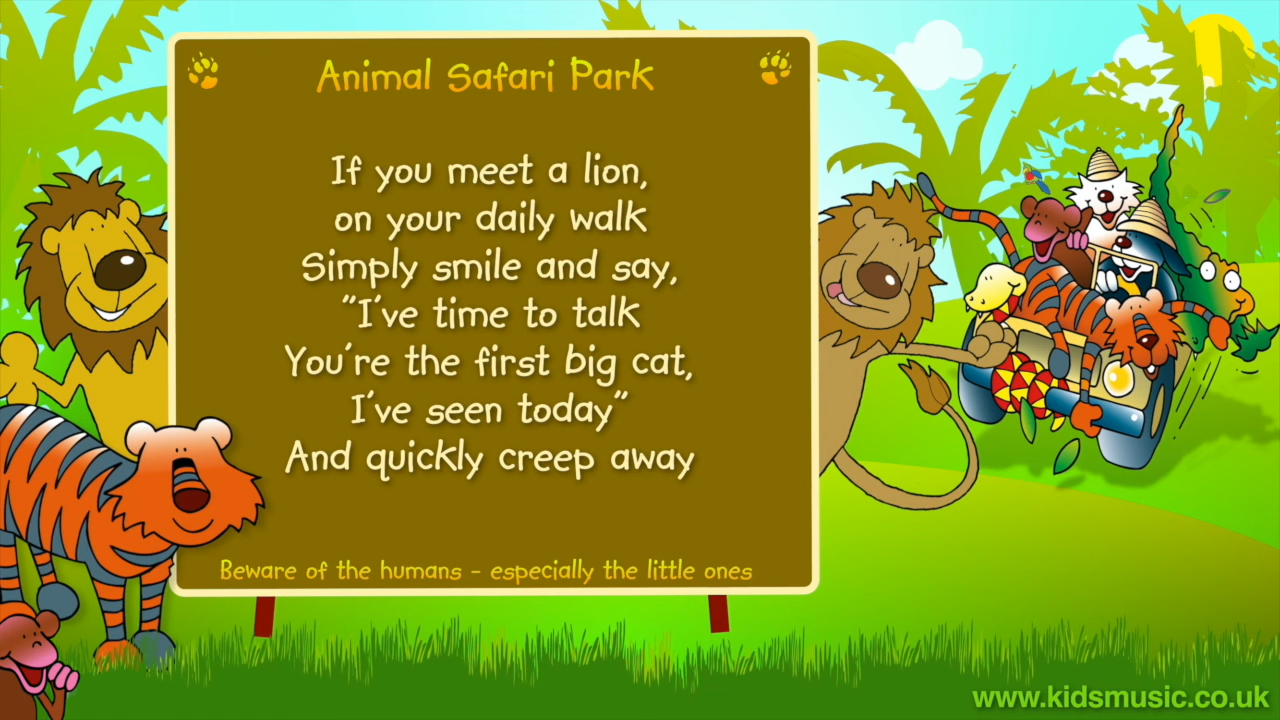 Animal Safari Park
If you meet a lion,
on your daily walk
Simply smile and say,
"I've time to talk
You're the first big cat,
I've seen today"
And quickly creep away
Beware of the humans - especially the little ones
www.kidsmusic.co.uk